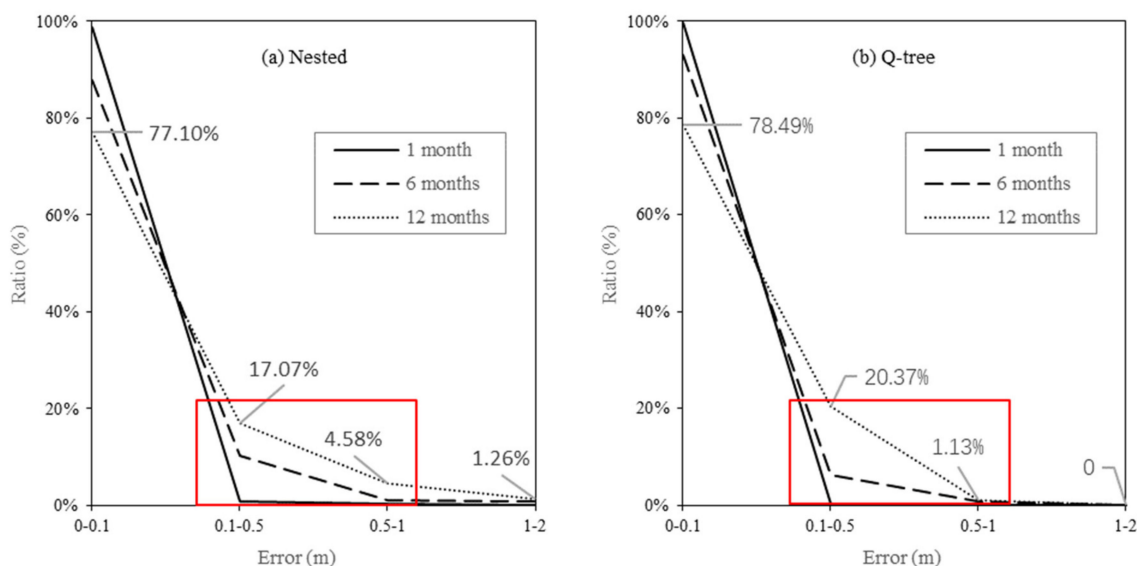 (a) Nested
100%
80%
60%
40%
20%
0%
Ratio (%)
77.10%
1 month
6 months
12 months
17.07%
4.58%
1.26%
0-0.1
0.1-0.5
0.5-1
1-2
Error (m)
(b) Q-tree
100%
80%
60%
40%
20%
0%
Ratio (%)
78.49%
1 month
6 months
12 months
20.37%
1.13%
0
0-0.1
0.1-0.5
0.5-1
1-2
Error (m)